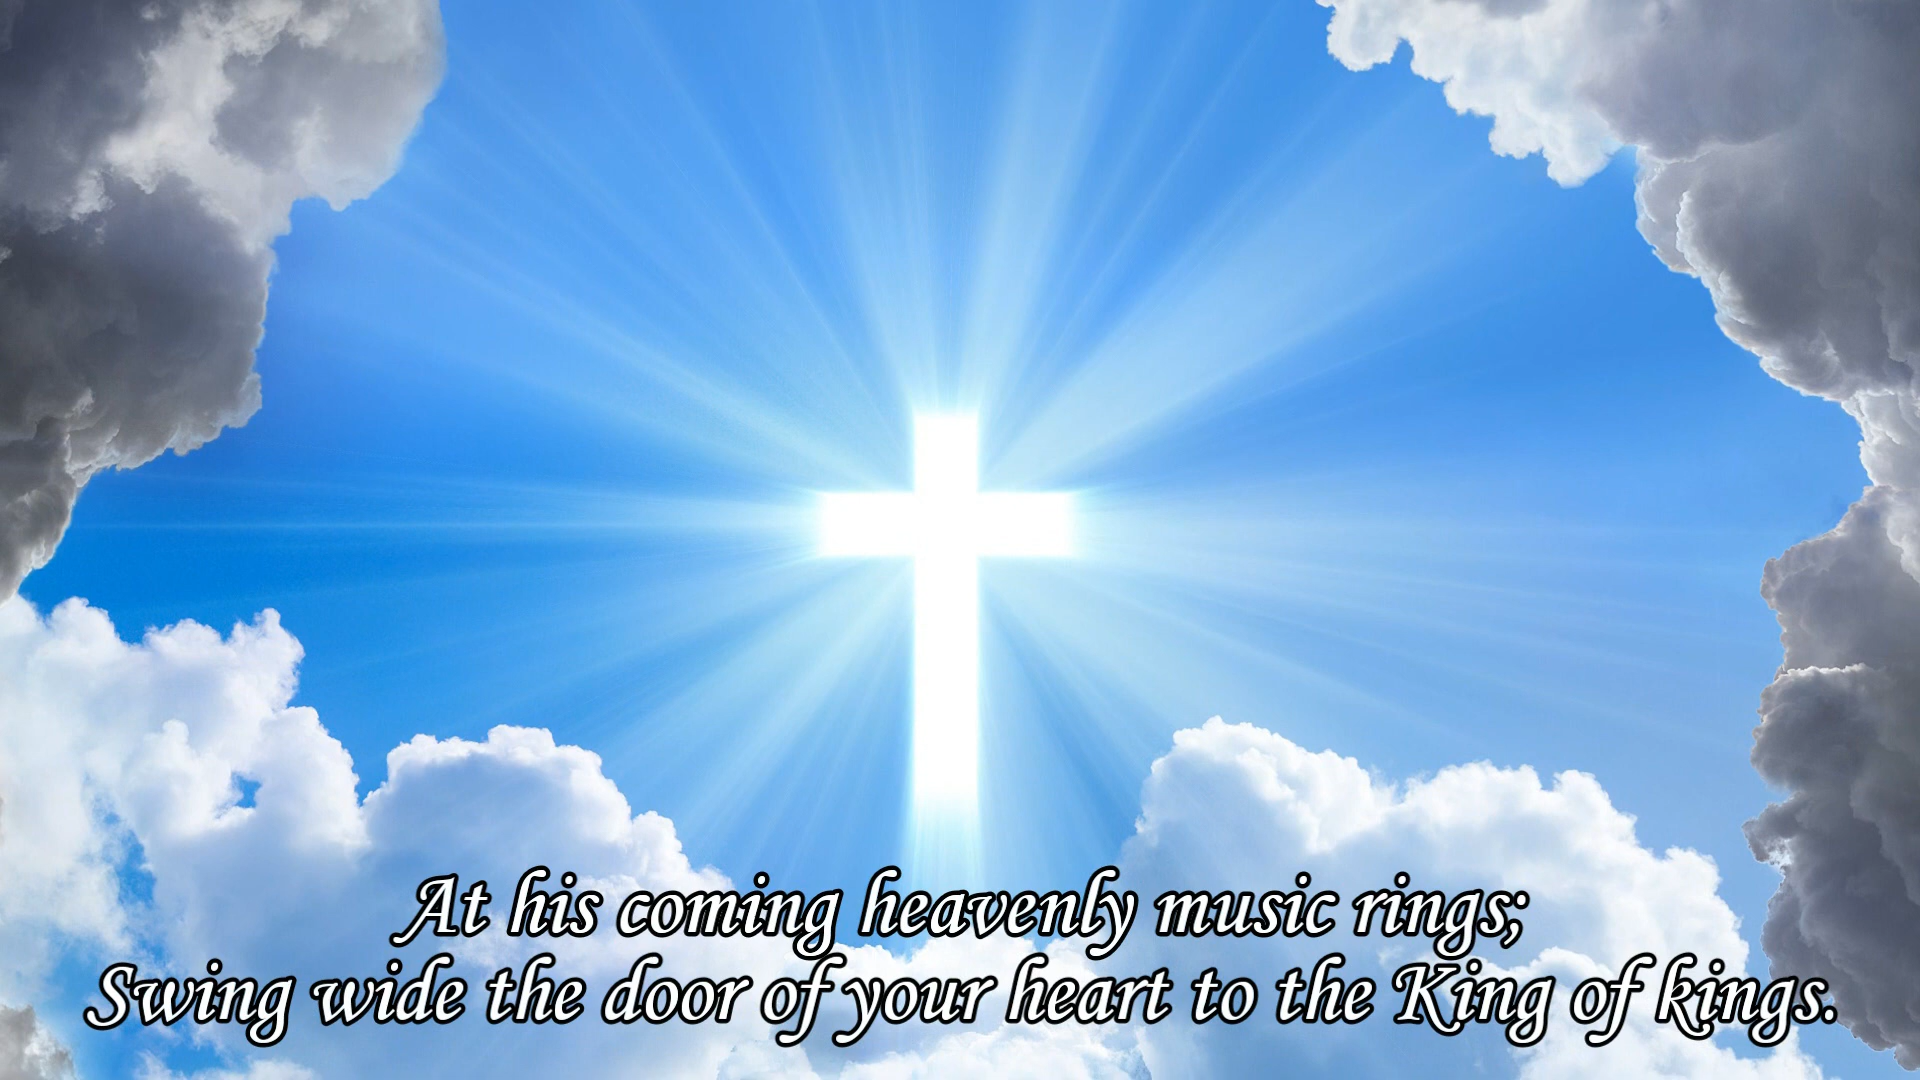 At his coming heavenly music rings;
Swing wide the door of your heart to the King of kings.